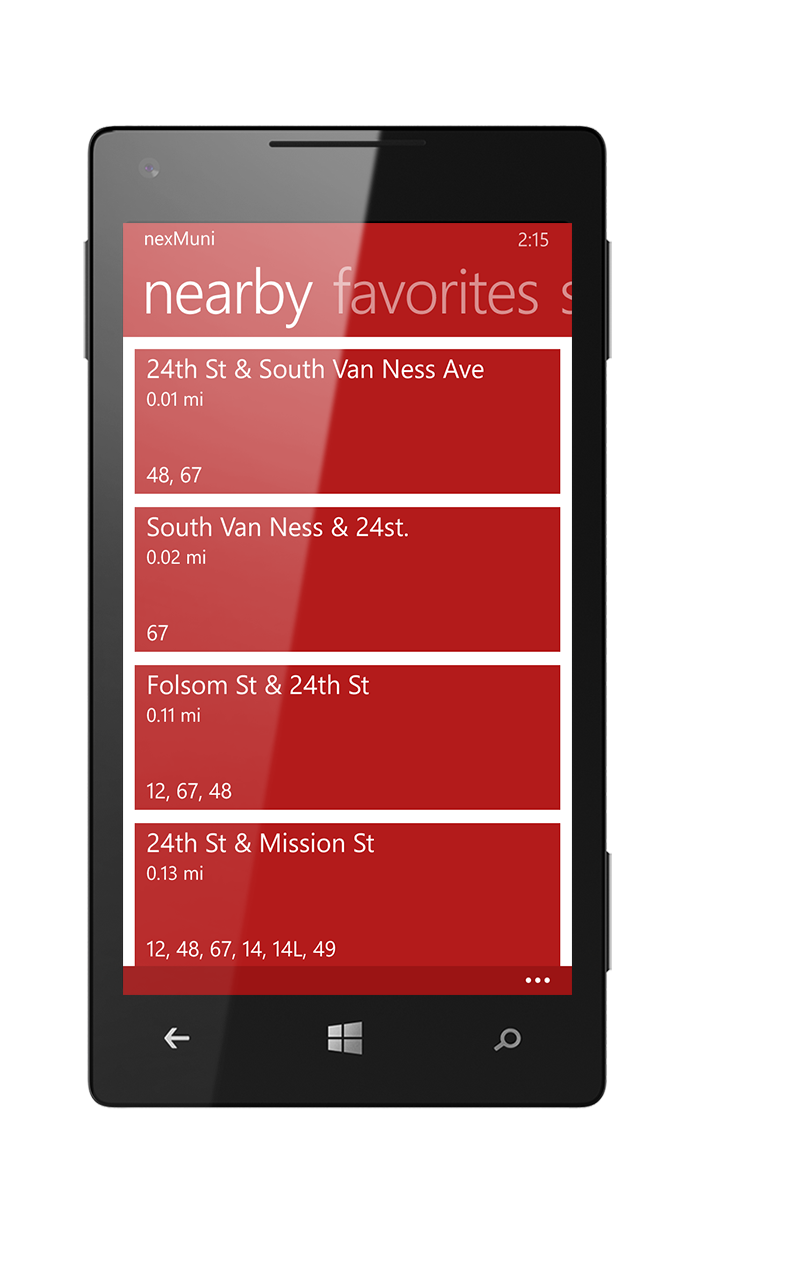 nexMuni 2:15
nearby favorites s
24th St & South Van Ness Ave
0.01 mi
48, 67
South Van Ness & 24st.
0.02 mi
67
Folsom St & 24th St
0.11 mi
12, 67, 48
24th St & Mission St
0.13 mi
12, 48, 67, 14, 14L, 49